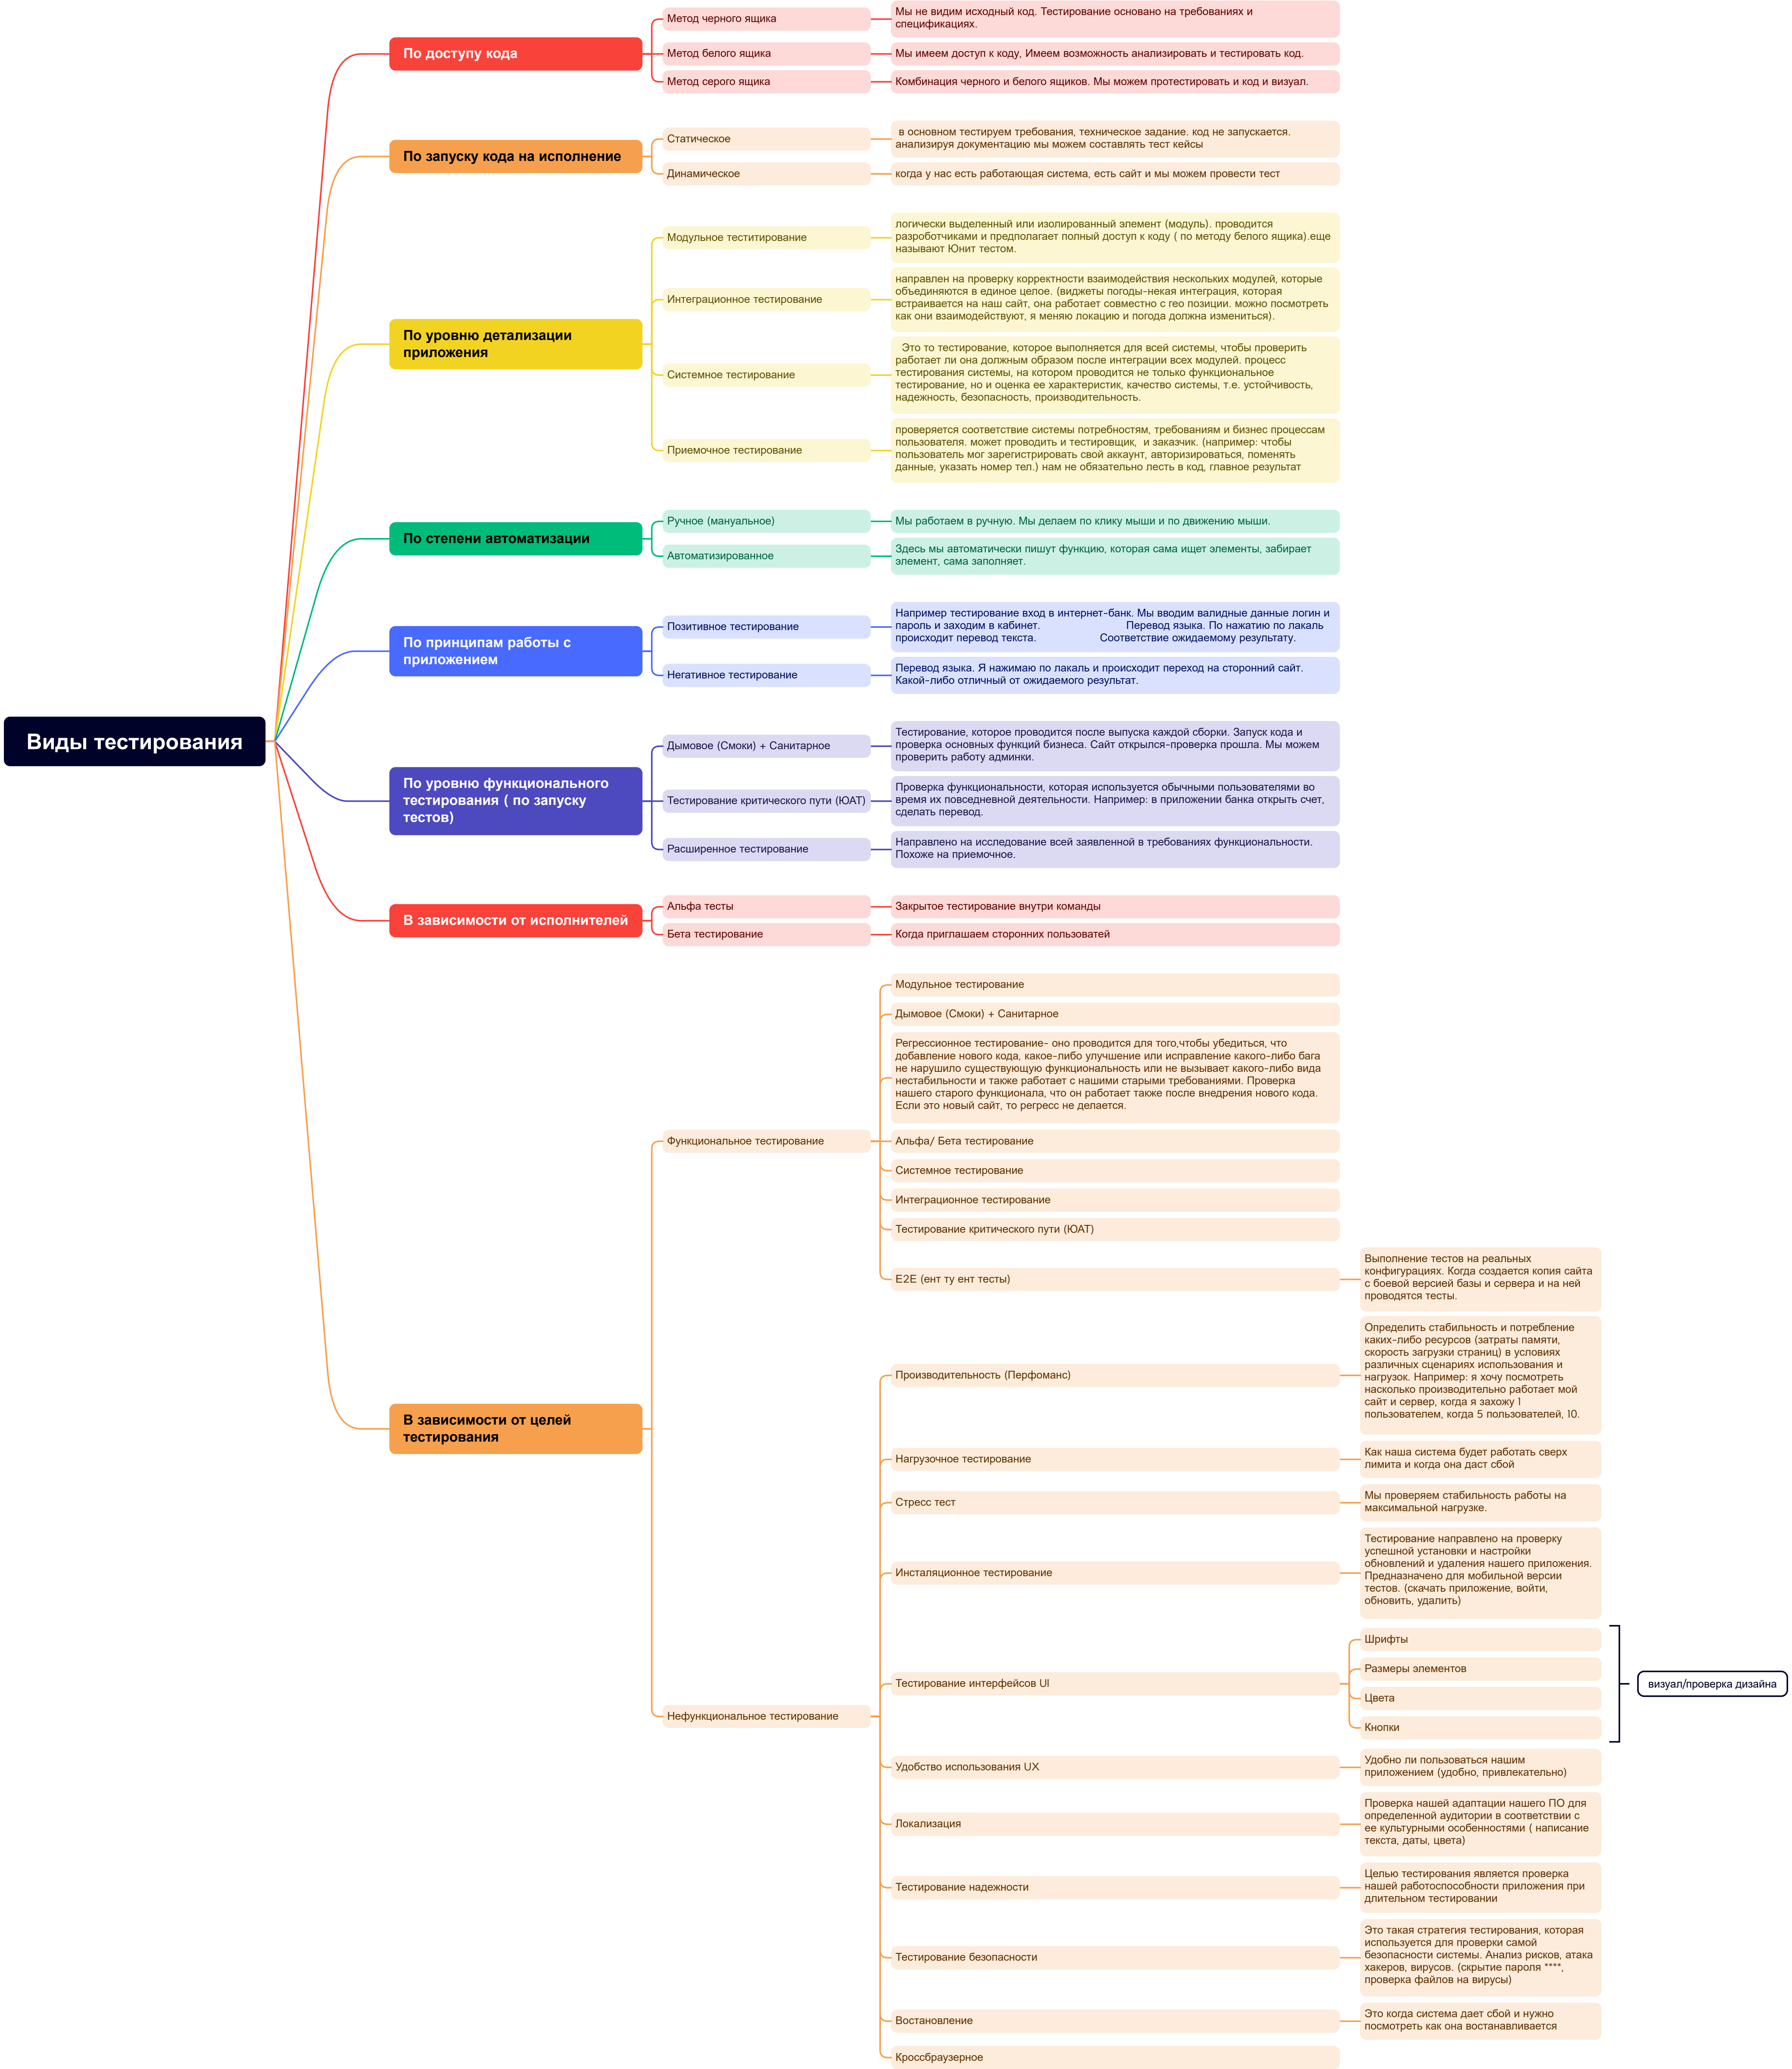 Виды тестирования
По доступу кода
Метод черного ящика
Мы не видим исходный код. Тестирование основано на требованиях и
спецификациях.
Метод белого ящика
Мы имеем доступ к коду, Имеем возможность анализировать и тестировать код.
Метод серого ящика
Комбинация черного и белого ящиков. Мы можем протестировать и код и визуал.
По запуску кода на исполнение
Статическое
в основном тестируем требования, техническое задание. код не запускается.
анализируя документацию мы можем составлять тест кейсы
Динамическое
когда у нас есть работающая система, есть сайт и мы можем провести тест
По уровню детализации
приложения
Модульное теститирование
логически выделенный или изолированный элемент (модуль). проводится
разроботчиками и предполагает полный доступ к коду ( по методу белого ящика).еще
называют Юнит тестом.
Интеграционное тестирование
направлен на проверку корректности взаимодействия нескольких модулей, которые
объединяются в единое целое. (виджеты погоды-некая интеграция, которая
встраивается на наш сайт, она работает совместно с гео позиции. можно посмотреть
как они взаимодействуют, я меняю локацию и погода должна измениться).
Системное тестирование
Это то тестирование, которое выполняется для всей системы, чтобы проверить
работает ли она должным образом после интеграции всех модулей. процесс
тестирования системы, на котором проводится не только функциональное
тестирование, но и оценка ее характеристик, качество системы, т.е. устойчивость,
надежность, безопасность, производительность.
Приемочное тестирование
проверяется соответствие системы потребностям, требованиям и бизнес процессам
пользователя. может проводить и тестировщик, и заказчик. (например: чтобы
пользователь мог зарегистрировать свой аккаунт, авторизироваться, поменять
данные, указать номер тел.) нам не обязательно лесть в код, главное результат
По степени автоматизации
Ручное (мануальное)
Мы работаем в ручную. Мы делаем по клику мыши и по движению мыши.
Автоматизированное
Здесь мы автоматически пишут функцию, которая сама ищет элементы, забирает
элемент, сама заполняет.
По принципам работы с
приложением
Позитивное тестирование
Например тестирование вход в интернет-банк. Мы вводим валидные данные логин и
пароль и заходим в кабинет. Перевод языка. По нажатию по лакаль
происходит перевод текста. Соответствие ожидаемому результату.
Негативное тестирование
Перевод языка. Я нажимаю по лакаль и происходит переход на сторонний сайт.
Какой-либо отличный от ожидаемого результат.
По уровню функционального
тестирования ( по запуску
тестов)
Дымовое (Смоки) + Санитарное
Тестирование, которое проводится после выпуска каждой сборки. Запуск кода и
проверка основных функций бизнеса. Сайт открылся-проверка прошла. Мы можем
проверить работу админки.
Тестирование критического пути (ЮАТ)
Проверка функциональности, которая используется обычными пользователями во
время их повседневной деятельности. Например: в приложении банка открыть счет,
сделать перевод.
Расширенное тестирование
Направлено на исследование всей заявленной в требованиях функциональности.
Похоже на приемочное.
В зависимости от исполнителей
Альфа тесты
Закрытое тестирование внутри команды
Бета тестирование
Когда приглашаем сторонних пользоватей
В зависимости от целей
тестирования
Функциональное тестирование
Модульное тестирование
Дымовое (Смоки) + Санитарное
Регрессионное тестирование- оно проводится для того,чтобы убедиться, что
добавление нового кода, какое-либо улучшение или исправление какого-либо бага
не нарушило существующую функциональность или не вызывает какого-либо вида
нестабильности и также работает с нашими старыми требованиями. Проверка
нашего старого функционала, что он работает также после внедрения нового кода.
Если это новый сайт, то регресс не делается.
Альфа/ Бета тестирование
Системное тестирование
Интеграционное тестирование
Тестирование критического пути (ЮАТ)
Е2Е (ент ту ент тесты)
Выполнение тестов на реальных
конфигурациях. Когда создается копия сайта
с боевой версией базы и сервера и на ней
проводятся тесты.
Нефункциональное тестирование
Производительность (Перфоманс)
Определить стабильность и потребление
каких-либо ресурсов (затраты памяти,
скорость загрузки страниц) в условиях
различных сценариях использования и
нагрузок. Например: я хочу посмотреть
насколько производительно работает мой
сайт и сервер, когда я захожу 1
пользователем, когда 5 пользователей, 10.
Нагрузочное тестирование
Как наша система будет работать сверх
лимита и когда она даст сбой
Стресс тест
Мы проверяем стабильность работы на
максимальной нагрузке.
Инсталяционное тестирование
Тестирование направлено на проверку
успешной установки и настройки
обновлений и удаления нашего приложения.
Предназначено для мобильной версии
тестов. (скачать приложение, войти,
обновить, удалить)
Тестирование интерфейсов UI
Шрифты
Размеры элементов
Цвета
Кнопки
визуал/проверка дизайна
Удобство использования UX
Удобно ли пользоваться нашим
приложением (удобно, привлекательно)
Локализация
Проверка нашей адаптации нашего ПО для
определенной аудитории в соответствии с
ее культурными особенностями ( написание
текста, даты, цвета)
Тестирование надежности
Целью тестирования является проверка
нашей работоспособности приложения при
длительном тестировании
Тестирование безопасности
Это такая стратегия тестирования, которая
используется для проверки самой
безопасности системы. Анализ рисков, атака
хакеров, вирусов. (скрытие пароля ****,
проверка файлов на вирусы)
Востановление
Это когда система дает сбой и нужно
посмотреть как она востанавливается
Кроссбраузерное